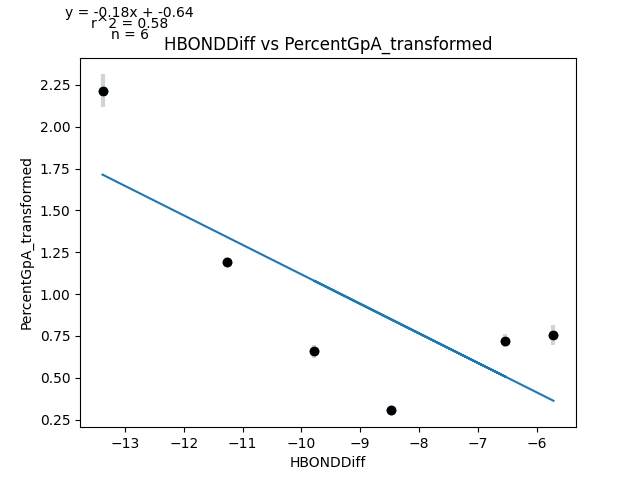 y = -0.18x + -0.64
r^2 = 0.58
n = 6
HBONDDiff vs PercentGpA_transformed
PercentGpA_transformed
2.25
2.00
1.75
1.50
1.25
1.00
0.75
0.50
0.25
−13
−12
−11
−10
−9
−8
−7
−6
HBONDDiff